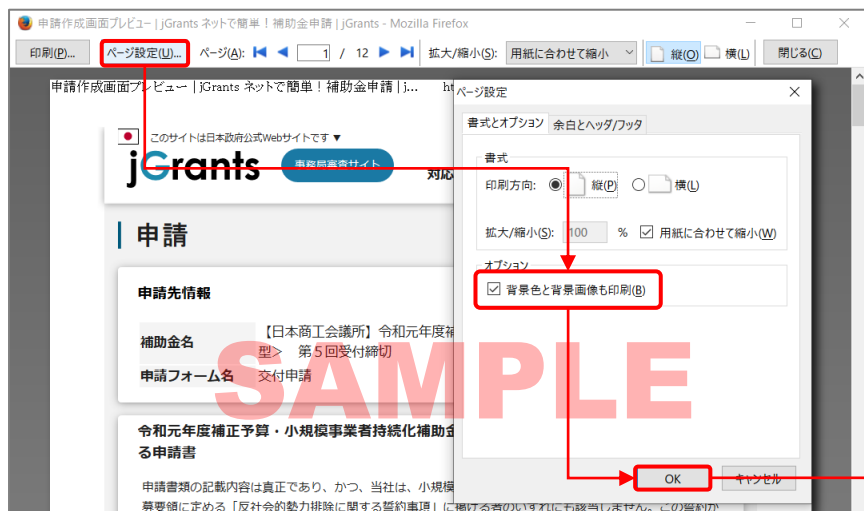 申請作成画面プレビュー | jGrants ネットで簡単！補助金申請 | jGrants - Mozilla Firefox
印刷(P)... ページ設定(U)... ページ(A): 1 / 12 拡大/縮小(S): 用紙に合わせて縮小 縦(O) 横(L) 閉じる(C)
申請作成画面プレビュー | jGrants ネットで簡単！補助金申請 | j...
ページ設定
書式とオプション 余白とヘッダ/フッタ
書式
印刷方向: 縦(P) 横(L)
拡大/縮小(S): 100 % 用紙に合わせて縮小(W)
オプション
背景色と背景画像も印刷(B)
OK キャンセル
このサイトは日本政府公式Webサイトです ▼
jGrants 事務局審査サイト 対応
申請
申請先情報
補助金名 【日本商工会議所】令和元年度補
型> 第５回受付締切
申請フォーム名 交付申請
SAMPLE
令和元年度補正予算・小規模事業者持続化補助金
る申請書
申請書類の記載内容は真正であり、かつ、当社は、小規模
募要領に定める「反社会的勢力排除に関する誓約事項」に掲げる者のいずれにも該当しません。この誓約が